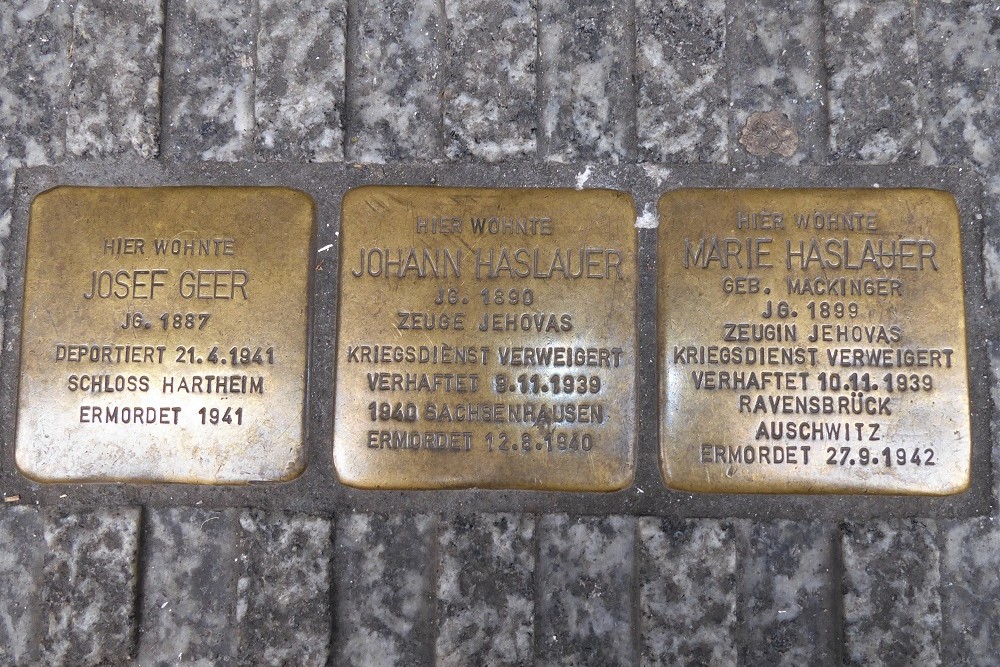 HIER WOHNTE
JOSEF GEER
JG. 1887
DEPORTIERT 21.4.1941
SCHLOSS HARTHEIM
ERMORDET 1941
HIER WOHNTE
JOHANN HASLAUER
JG. 1890
ZEUGE JEHOVAS
KRIEGSDIENST VERWEIGERT
VERHAFTET 9.11.1939
1940 SACHSENHAUSEN
ERMORDET 12.3.1940
HIER WOHNTE
MARIE HASLAUER
GEB. MACKINGER
JG. 1899
ZEUGIN JEHOVAS
KRIEGSDIENST VERWEIGERT
VERHAFTET 10.11.1939
RAVENSBRÜCK
AUSCHWITZ
ERMORDET 27.9.1942